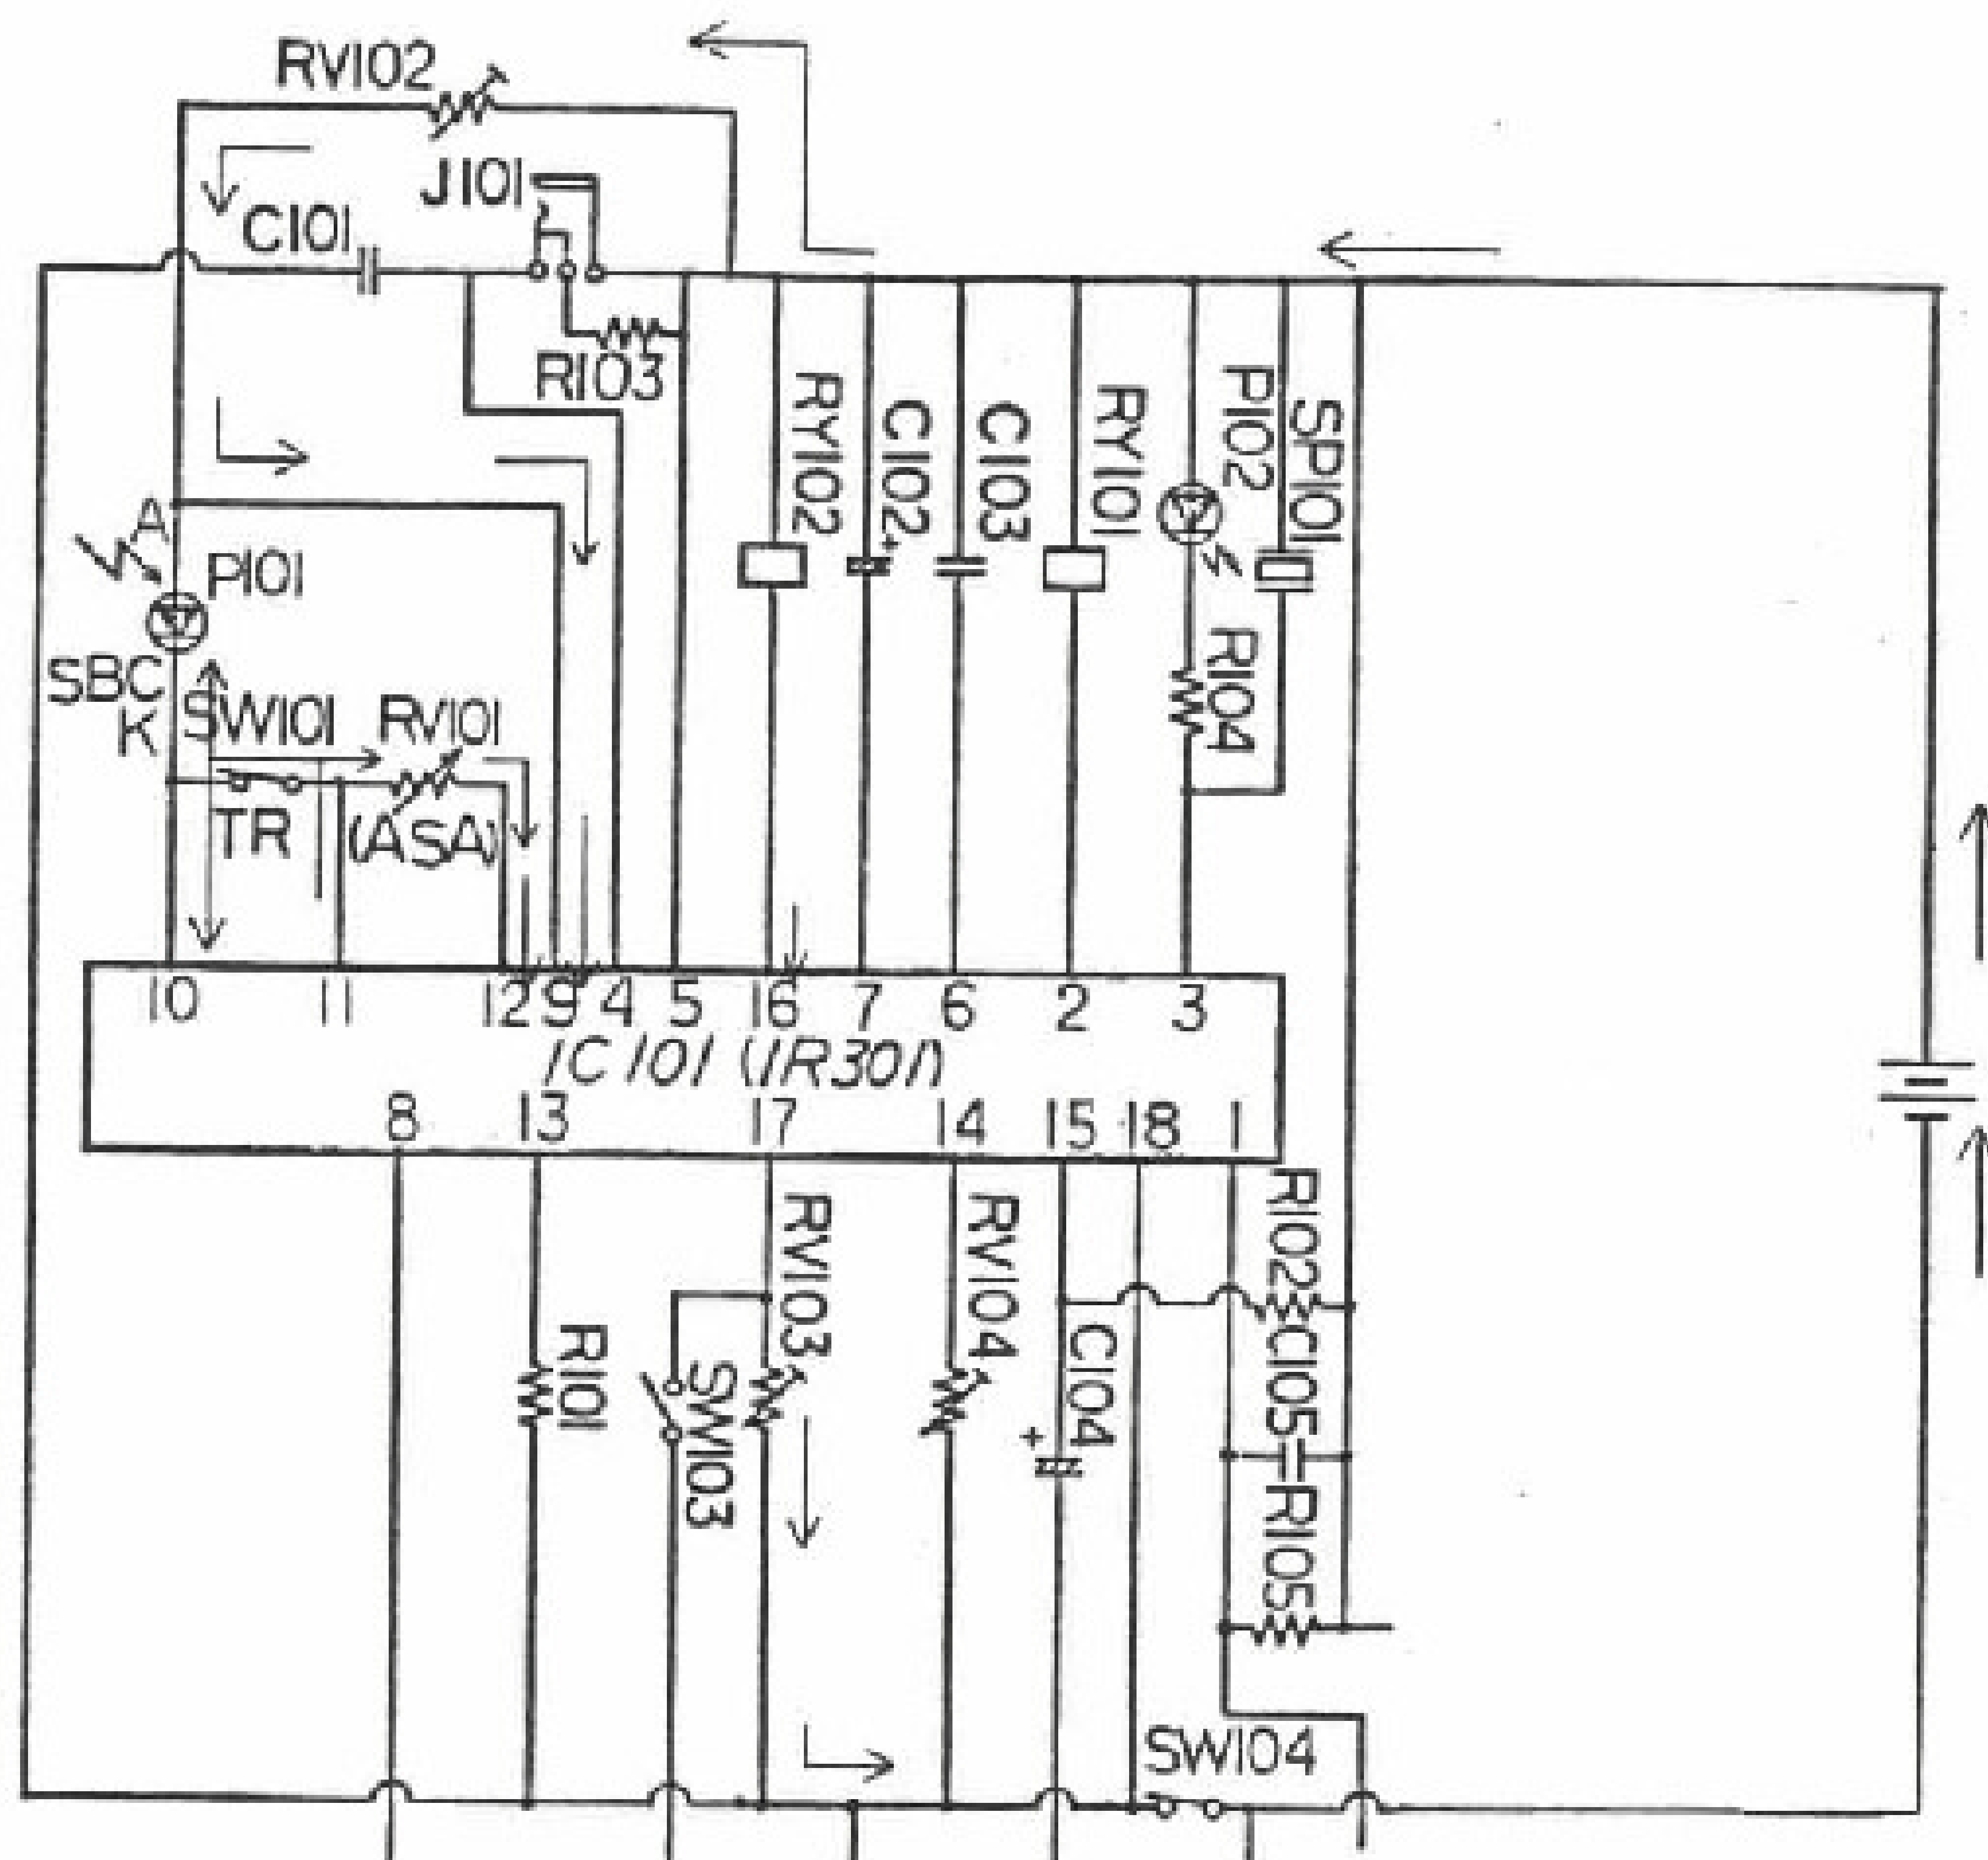 RV102
J101
C101
R103
RY102
C102
+
C103
RY101
P102
SP101
A
P101
R104
SBC
K
SW101
RV101
TR
(ASA)
10 11 12 9 4 5 16 7 6 2 3
IC101 (IR301)
8 13 17 14 15 18 1
R102
RV103
RV104
R101
C104
+
C105
SW103
R105
SW104